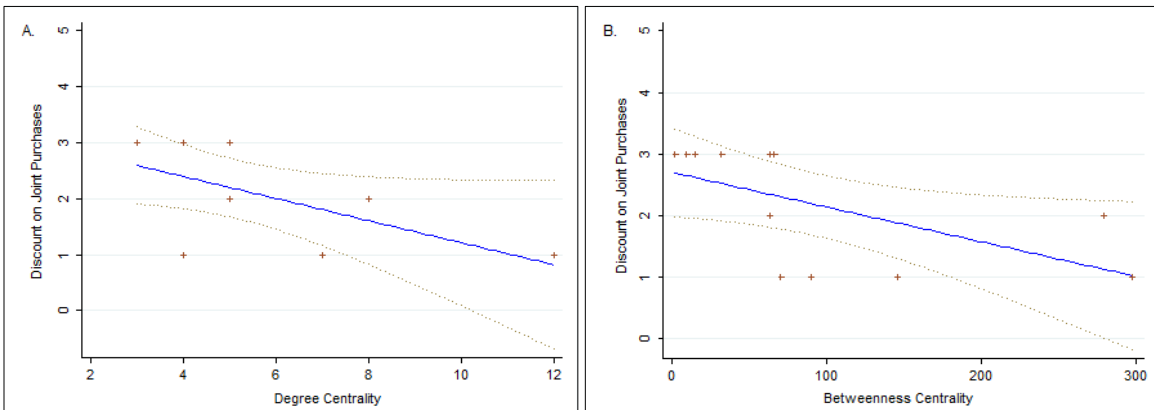 A.
Discount on Joint Purchases
5
4
3
2
1
0
2 4 6 8 10 12
Degree Centrality
B.
Discount on Joint Purchases
5
4
3
2
1
0
0 100 200 300
Betweenness Centrality